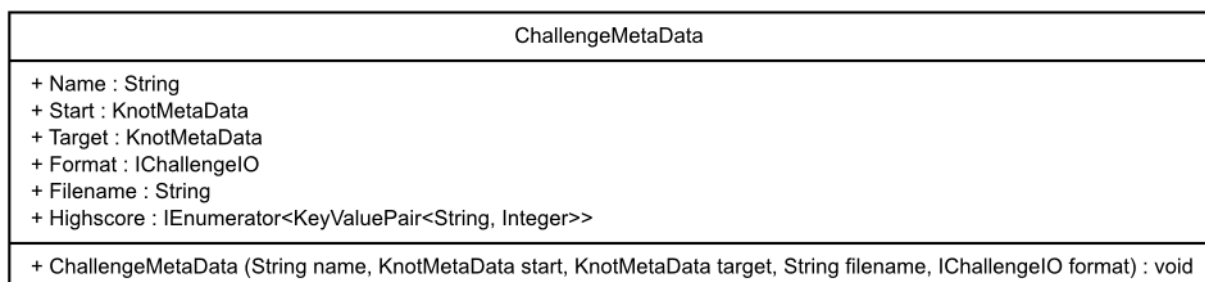 ChallengeMetaData
+ Name : String
+ Start : KnotMetaData
+ Target : KnotMetaData
+ Format : IChallengeIO
+ Filename : String
+ Highscore : IEnumerator<KeyValuePair<String, Integer>>
+ ChallengeMetaData (String name, KnotMetaData start, KnotMetaData target, String filename, IChallengeIO format) : void